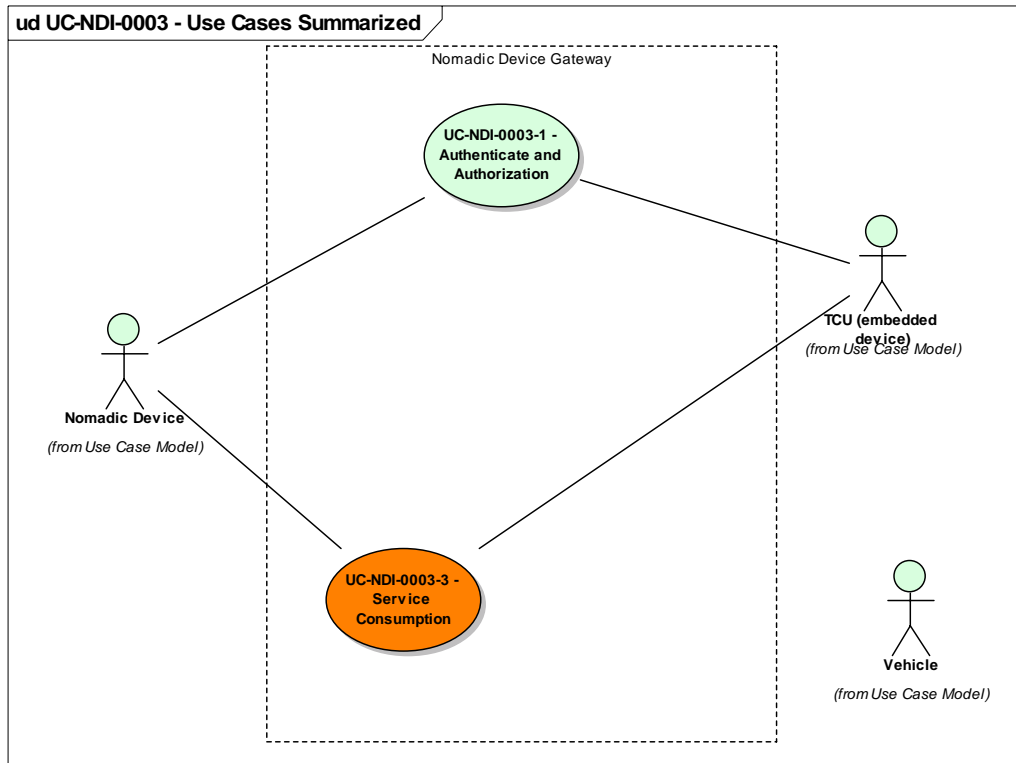 ud UC-NDI-0003 - Use Cases Summarized
Nomadic Device Gateway
UC-NDI-0003-1 -
Authenticate and
Authorization
TCU (embedded
device)
(from Use Case Model)
Nomadic Device
(from Use Case Model)
UC-NDI-0003-3 -
Service
Consumption
Vehicle
(from Use Case Model)